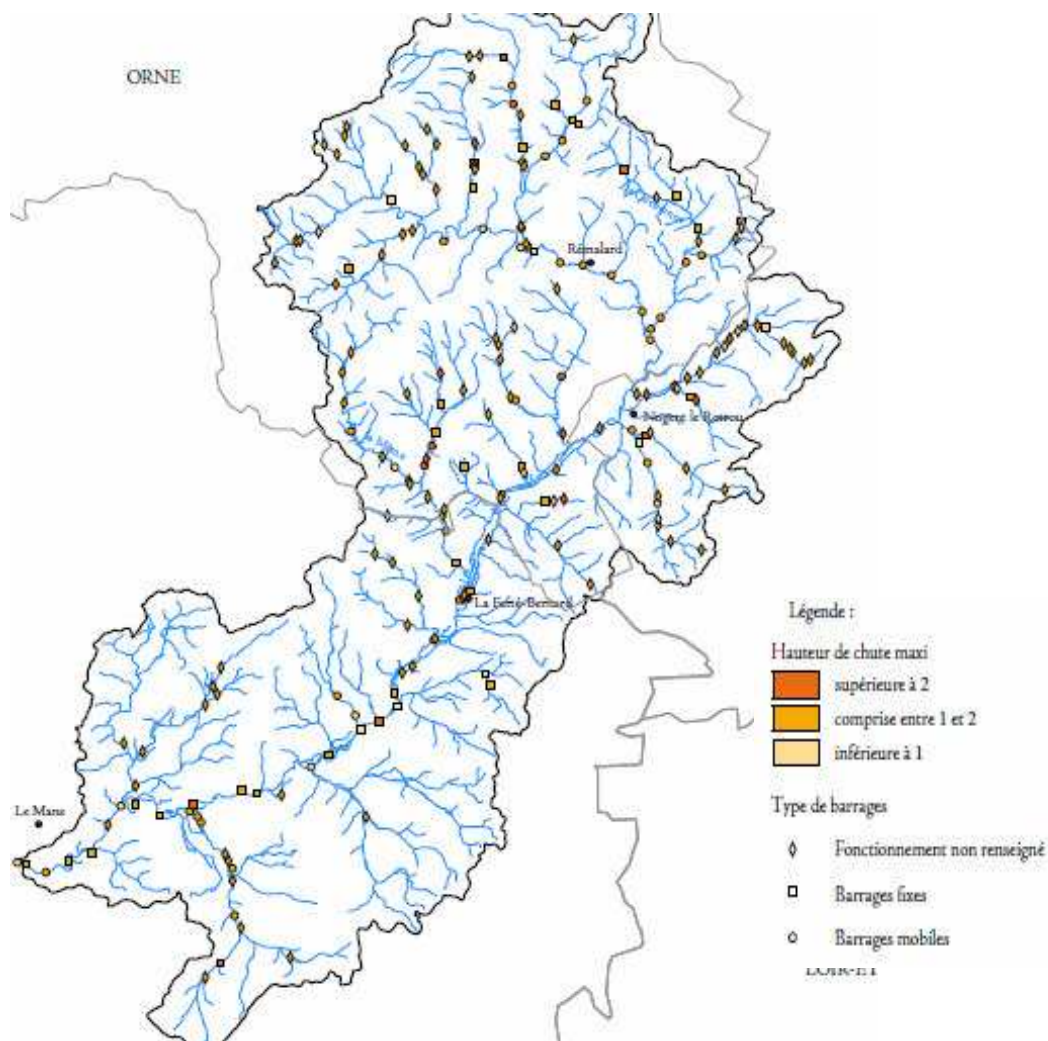 ORNE
Rémalard
Nogent le Rotrou
La Ferté-Bernard
Légende :
Hauteur de chute maxi
supérieure à 2
comprise entre 1 et 2
inférieure à 1
Le Mans
Type de barrages
Fonctionnement non renseigné
Barrages fixes
Barrages mobiles
LOIR-ET